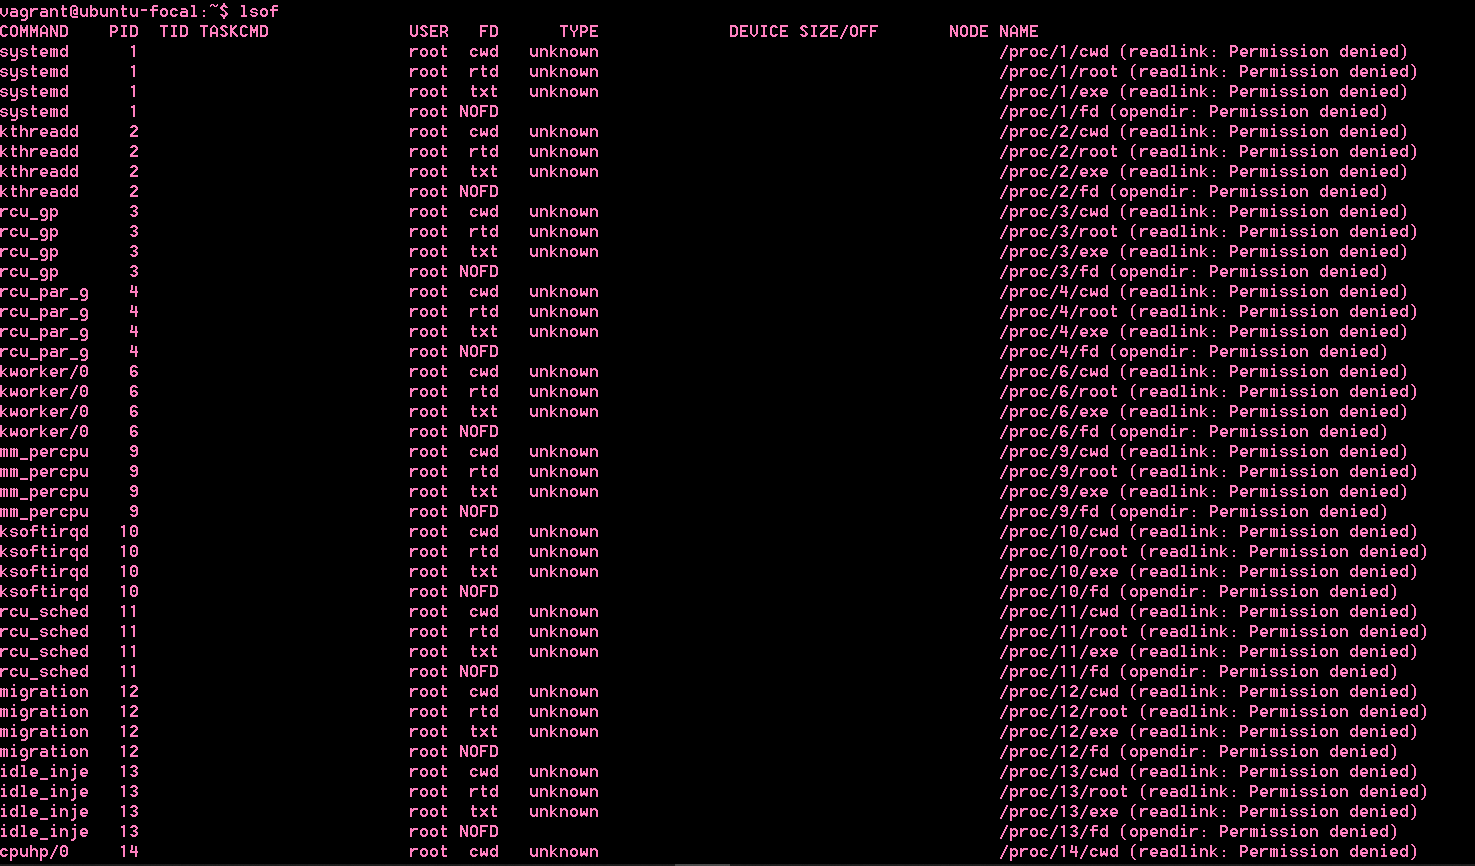 vagrant@ubuntu-focal:~$ lsof
COMMAND    PID  TID TASKCMD              USER   FD      TYPE             DEVICE SIZE/OFF       NODE NAME
systemd      1                           root  cwd   unknown                                        /proc/1/cwd (readlink: Permission denied)
systemd      1                           root  rtd   unknown                                        /proc/1/root (readlink: Permission denied)
systemd      1                           root  txt   unknown                                        /proc/1/exe (readlink: Permission denied)
systemd      1                           root NOFD                                                  /proc/1/fd (opendir: Permission denied)
kthreadd     2                           root  cwd   unknown                                        /proc/2/cwd (readlink: Permission denied)
kthreadd     2                           root  rtd   unknown                                        /proc/2/root (readlink: Permission denied)
kthreadd     2                           root  txt   unknown                                        /proc/2/exe (readlink: Permission denied)
kthreadd     2                           root NOFD                                                  /proc/2/fd (opendir: Permission denied)
rcu_gp       3                           root  cwd   unknown                                        /proc/3/cwd (readlink: Permission denied)
rcu_gp       3                           root  rtd   unknown                                        /proc/3/root (readlink: Permission denied)
rcu_gp       3                           root  txt   unknown                                        /proc/3/exe (readlink: Permission denied)
rcu_gp       3                           root NOFD                                                  /proc/3/fd (opendir: Permission denied)
rcu_par_g    4                           root  cwd   unknown                                        /proc/4/cwd (readlink: Permission denied)
rcu_par_g    4                           root  rtd   unknown                                        /proc/4/root (readlink: Permission denied)
rcu_par_g    4                           root  txt   unknown                                        /proc/4/exe (readlink: Permission denied)
rcu_par_g    4                           root NOFD                                                  /proc/4/fd (opendir: Permission denied)
kworker/0    6                           root  cwd   unknown                                        /proc/6/cwd (readlink: Permission denied)
kworker/0    6                           root  rtd   unknown                                        /proc/6/root (readlink: Permission denied)
kworker/0    6                           root  txt   unknown                                        /proc/6/exe (readlink: Permission denied)
kworker/0    6                           root NOFD                                                  /proc/6/fd (opendir: Permission denied)
mm_percpu    9                           root  cwd   unknown                                        /proc/9/cwd (readlink: Permission denied)
mm_percpu    9                           root  rtd   unknown                                        /proc/9/root (readlink: Permission denied)
mm_percpu    9                           root  txt   unknown                                        /proc/9/exe (readlink: Permission denied)
mm_percpu    9                           root NOFD                                                  /proc/9/fd (opendir: Permission denied)
ksoftirqd   10                           root  cwd   unknown                                        /proc/10/cwd (readlink: Permission denied)
ksoftirqd   10                           root  rtd   unknown                                        /proc/10/root (readlink: Permission denied)
ksoftirqd   10                           root  txt   unknown                                        /proc/10/exe (readlink: Permission denied)
ksoftirqd   10                           root NOFD                                                  /proc/10/fd (opendir: Permission denied)
rcu_sched   11                           root  cwd   unknown                                        /proc/11/cwd (readlink: Permission denied)
rcu_sched   11                           root  rtd   unknown                                        /proc/11/root (readlink: Permission denied)
rcu_sched   11                           root  txt   unknown                                        /proc/11/exe (readlink: Permission denied)
rcu_sched   11                           root NOFD                                                  /proc/11/fd (opendir: Permission denied)
migration   12                           root  cwd   unknown                                        /proc/12/cwd (readlink: Permission denied)
migration   12                           root  rtd   unknown                                        /proc/12/root (readlink: Permission denied)
migration   12                           root  txt   unknown                                        /proc/12/exe (readlink: Permission denied)
migration   12                           root NOFD                                                  /proc/12/fd (opendir: Permission denied)
idle_inje   13                           root  cwd   unknown                                        /proc/13/cwd (readlink: Permission denied)
idle_inje   13                           root  rtd   unknown                                        /proc/13/root (readlink: Permission denied)
idle_inje   13                           root  txt   unknown                                        /proc/13/exe (readlink: Permission denied)
idle_inje   13                           root NOFD                                                  /proc/13/fd (opendir: Permission denied)
cpuhp/0     14                           root  cwd   unknown                                        /proc/14/cwd (readlink: Permission denied)